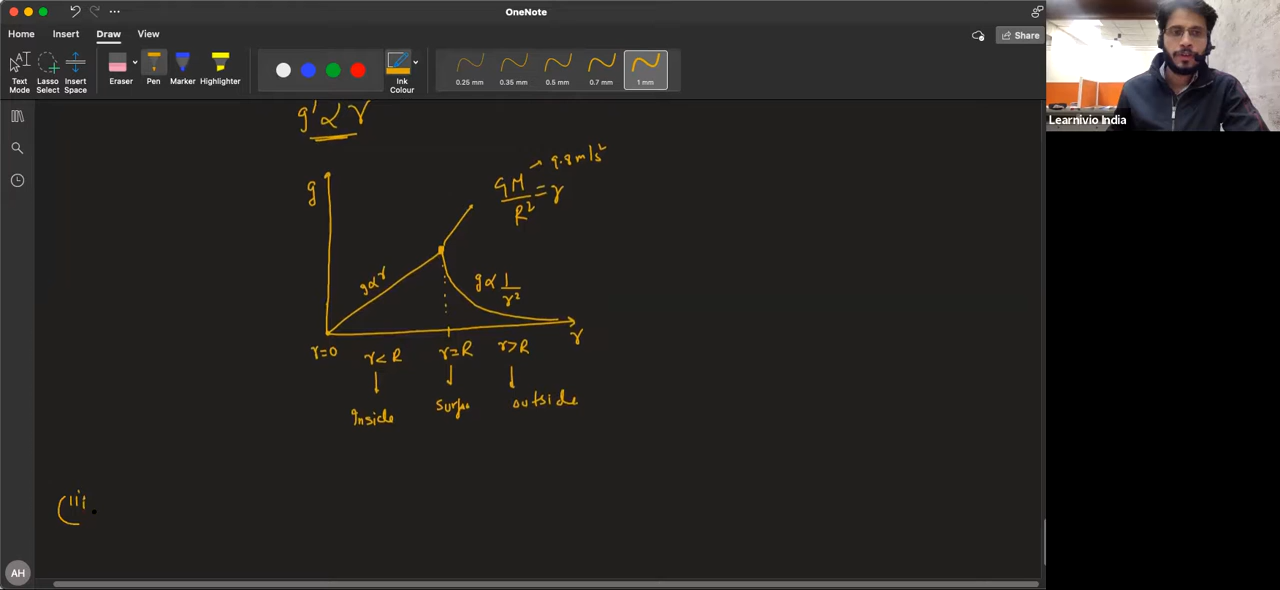 OneNote
Home Insert Draw View
Share
Text Mode
Lasso Select
Insert Space
Eraser
Pen
Marker
Highlighter
Ink Colour
0.25 mm
0.35 mm
0.5 mm
0.7 mm
1 mm
Learnivio India
g' ∝ r
→ 9.8 m/s²
GM/R² = g
g
g ∝ r
g ∝ 1/r²
r
r=0 r<R r=R r>R
Inside
outside
(iii
AH